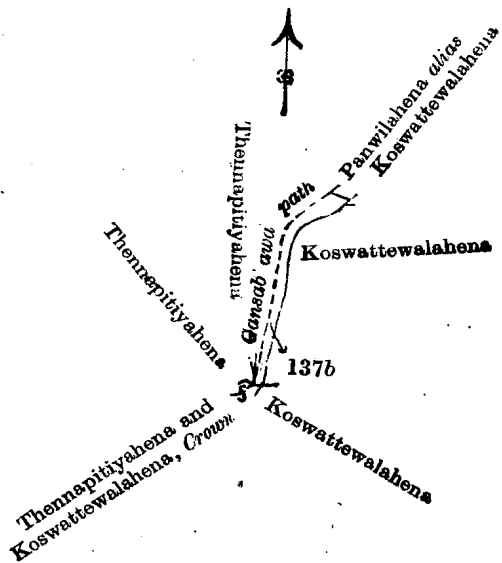 Panwilahena alias
Koswattewalahena
Thennapitiyahena
path
Gansab'awa
Koswattewalahena
Thennapitiyahena
137b
Koswattewalahena
Thennapitiyahena and
Koswattewalahena, Crown